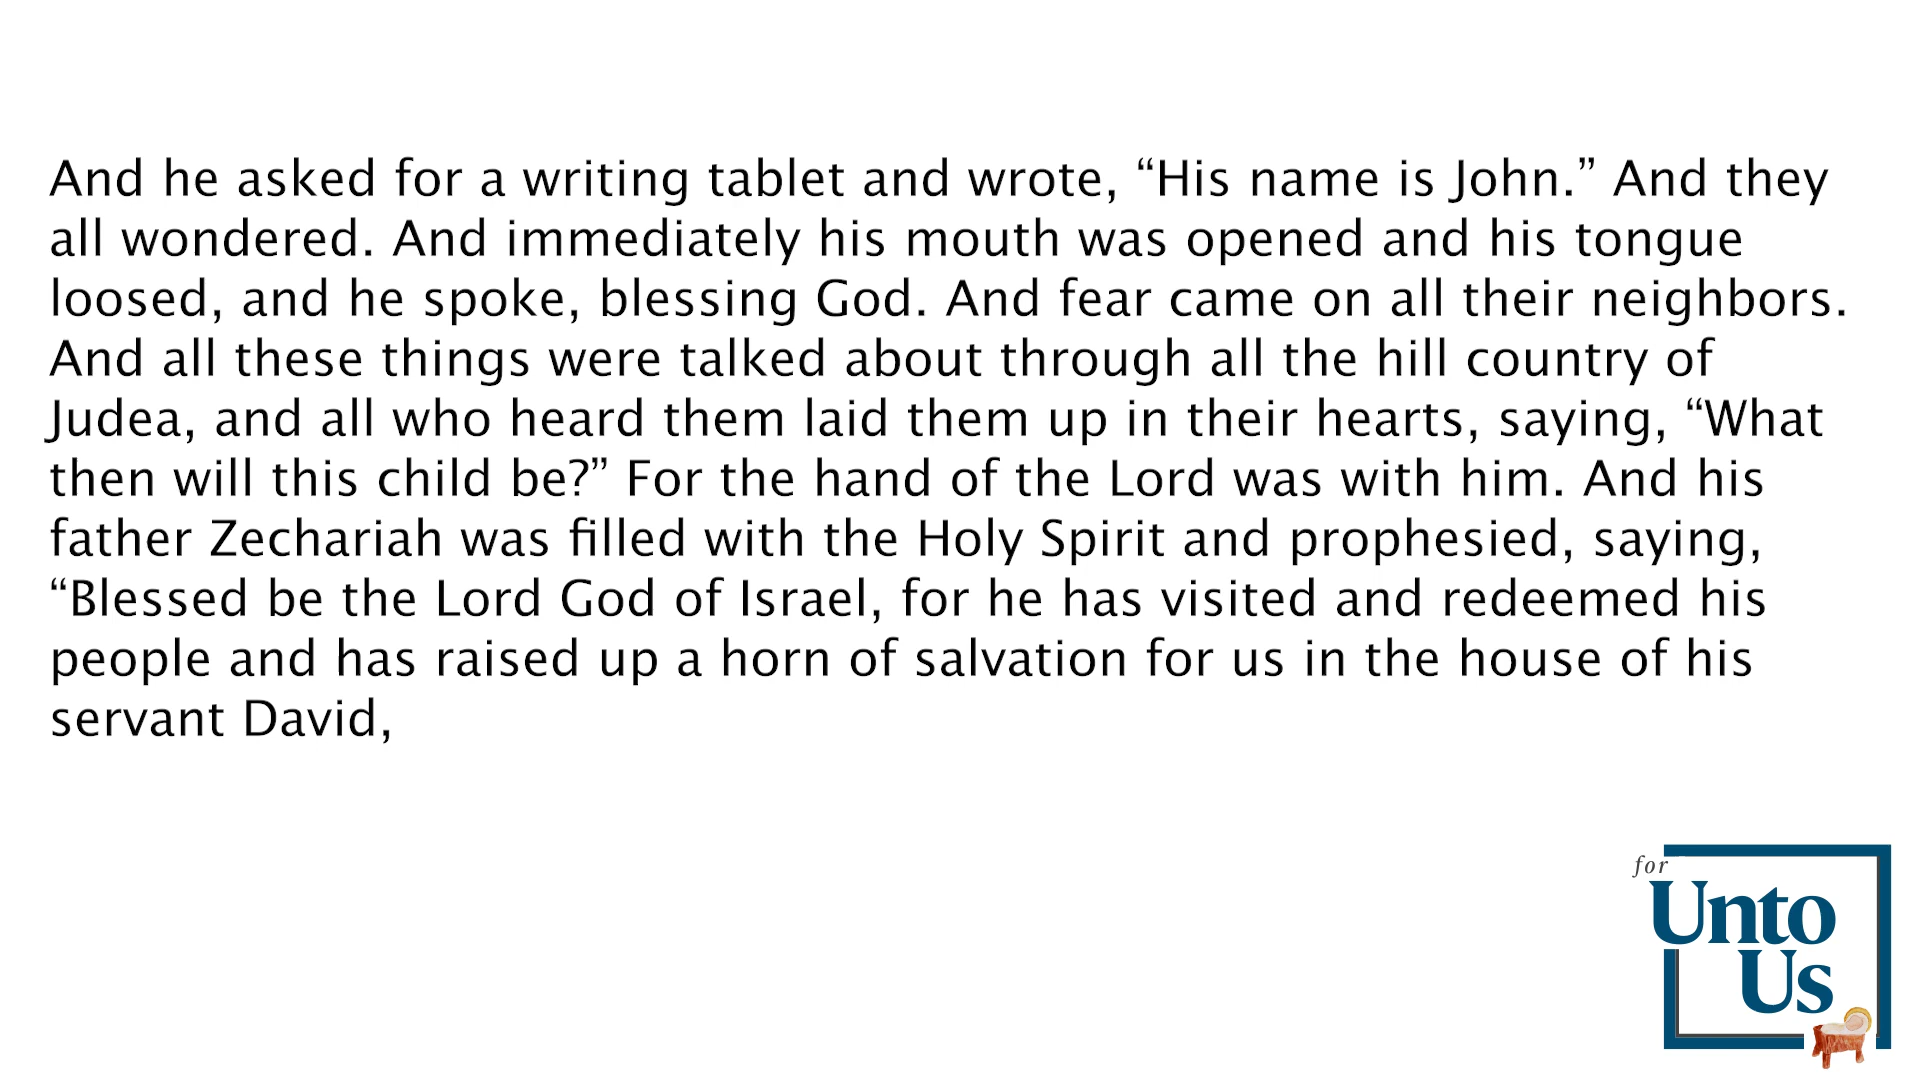 And he asked for a writing tablet and wrote, “His name is John.” And they
all wondered. And immediately his mouth was opened and his tongue
loosed, and he spoke, blessing God. And fear came on all their neighbors.
And all these things were talked about through all the hill country of
Judea, and all who heard them laid them up in their hearts, saying, “What
then will this child be?” For the hand of the Lord was with him. And his
father Zechariah was filled with the Holy Spirit and prophesied, saying,
“Blessed be the Lord God of Israel, for he has visited and redeemed his
people and has raised up a horn of salvation for us in the house of his
servant David,
for
Unto
Us